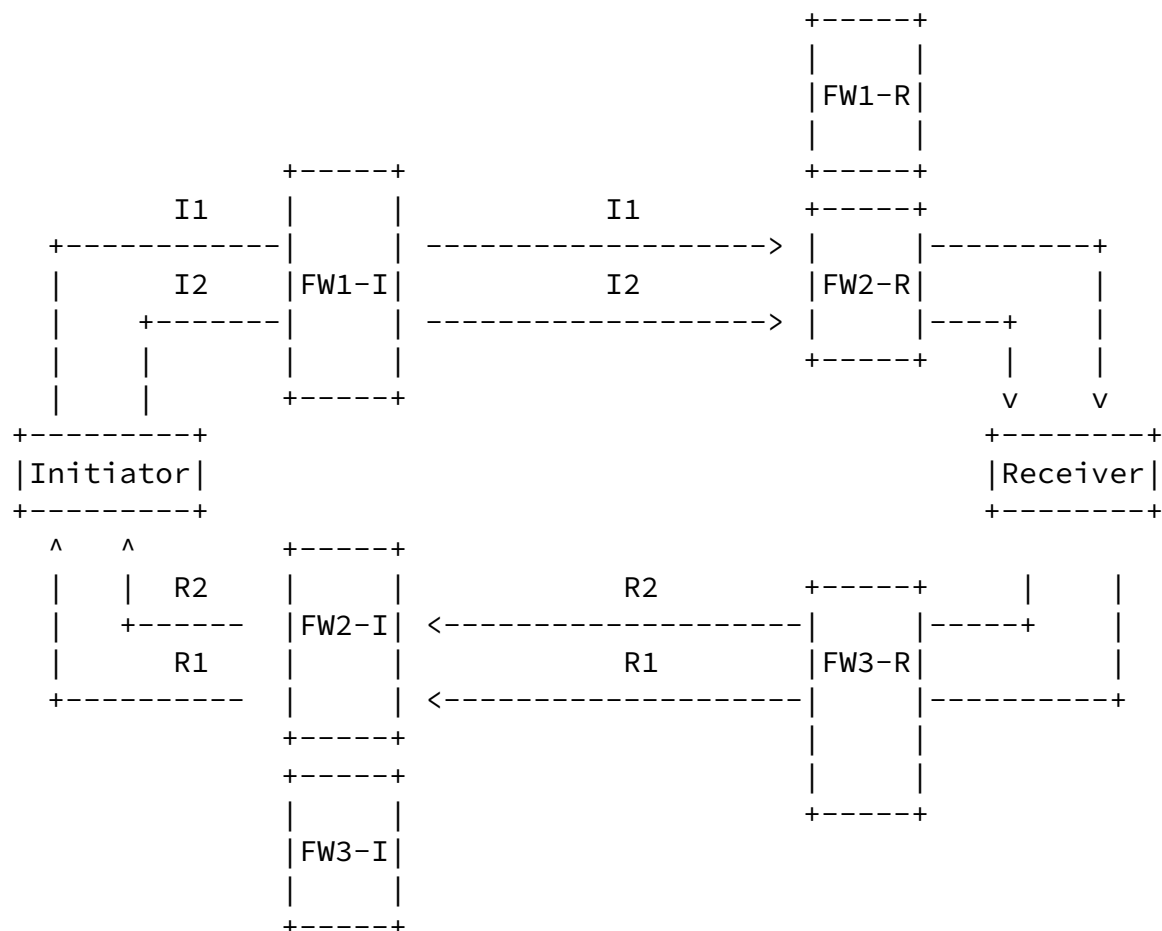 FW1-R
I1 I1
I2 FW1-I I2 FW2-R
Initiator Receiver
R2 R2
FW2-I
R1 R1 FW3-R
FW3-I